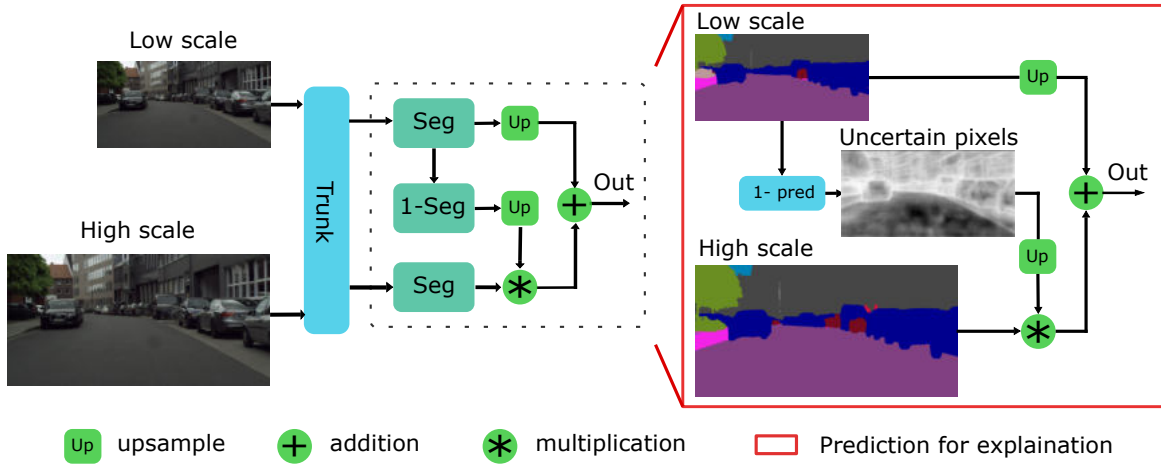 Low scale
Trunk
High scale
Seg
Up
1-Seg
Up
Seg
Out
Low scale
Up
Uncertain pixels
1- pred
Out
High scale
Up
Up upsample
addition
multiplication
Prediction for explaination